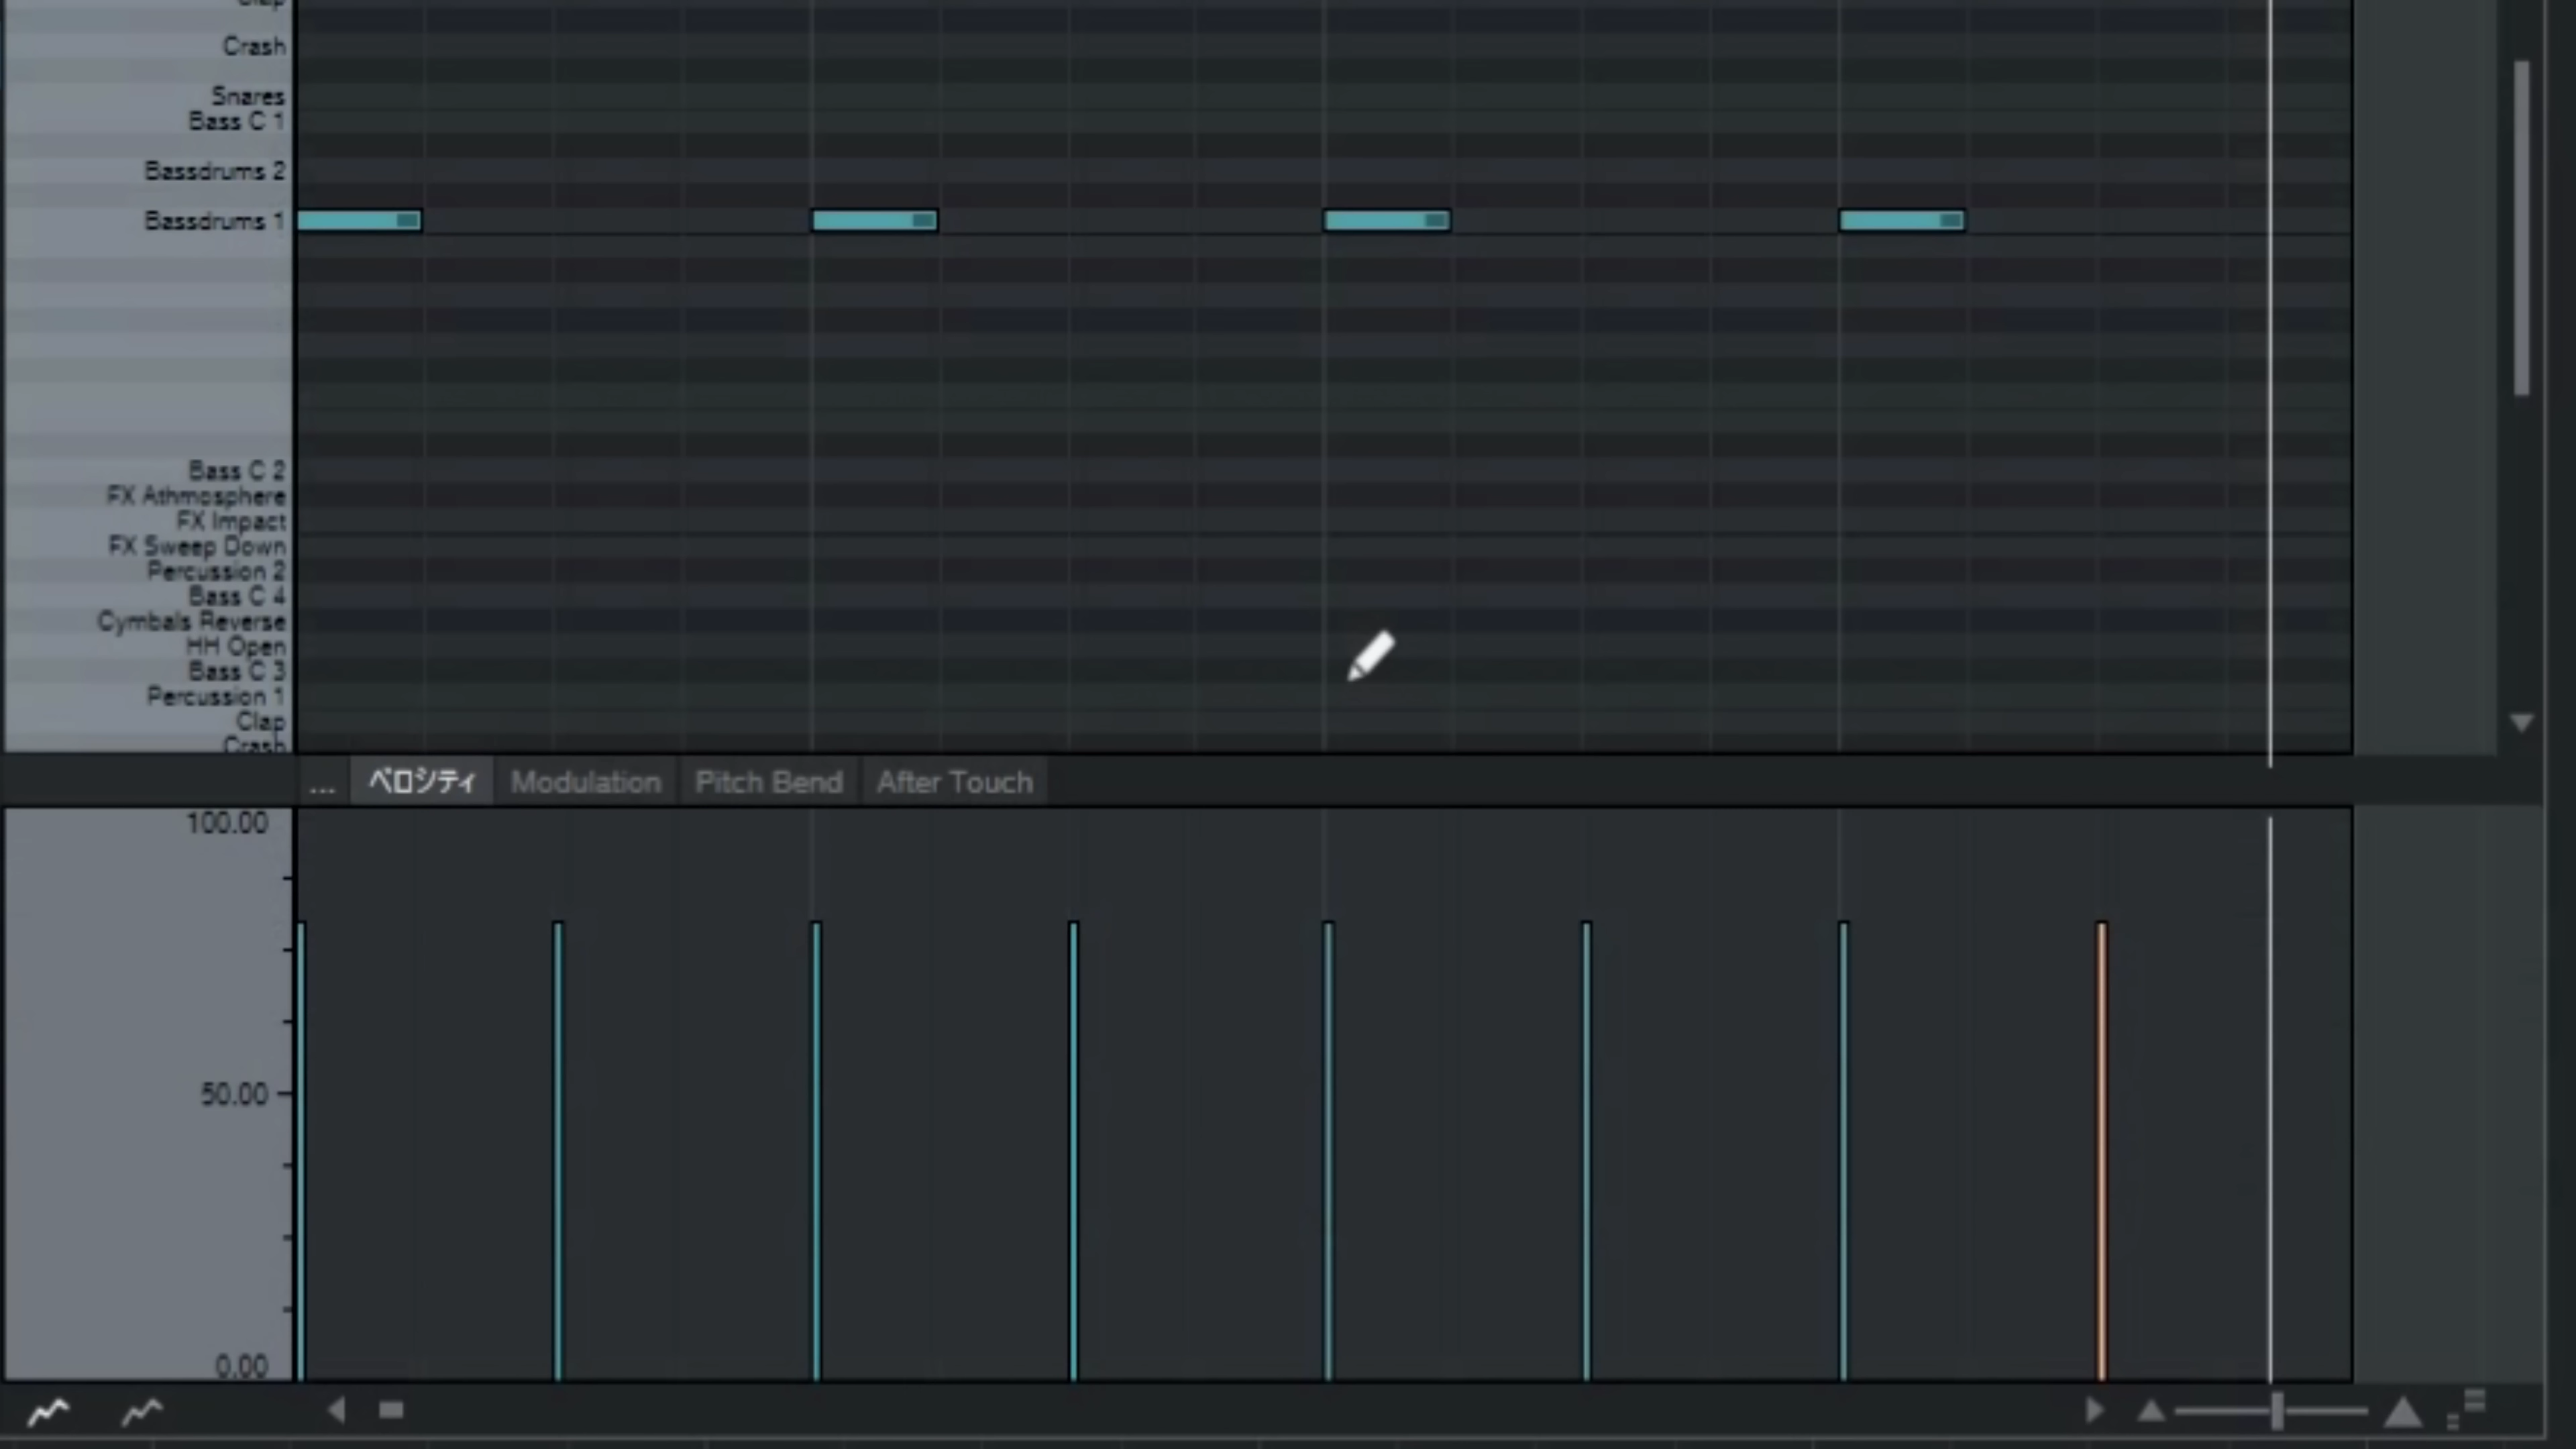 Clap
Crash
Snares
Bass C 1
Bassdrums 2
Bassdrums 1
Bass C 2
FX Athmosphere
FX Impact
FX Sweep Down
Percussion 2
Bass C 4
Cymbals Reverse
HH Open
Bass C 3
Percussion 1
Clap
Crash
... ベロシティ Modulation Pitch Bend After Touch
100.00
50.00
0.00